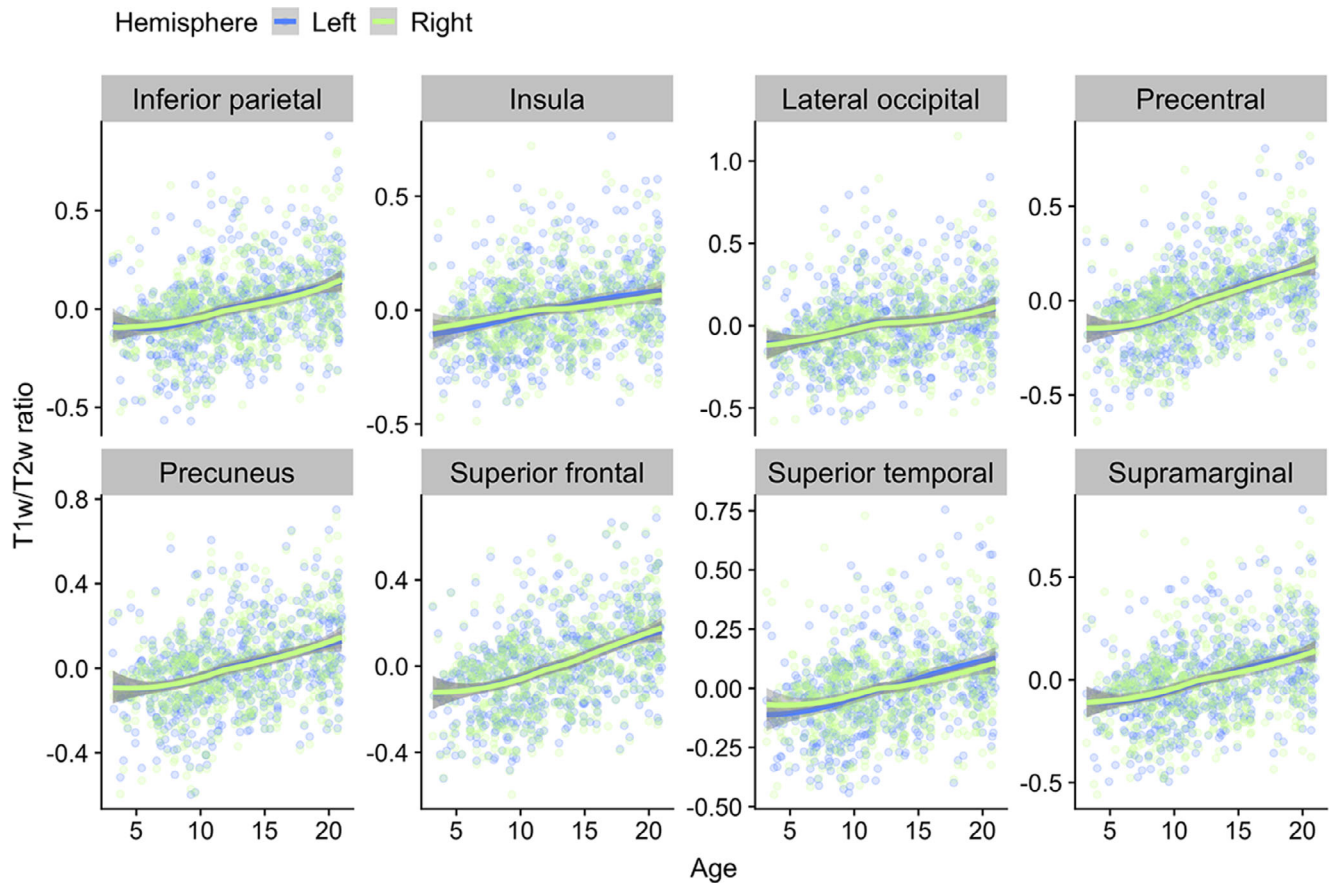 Hemisphere Left Right
Inferior parietal Insula Lateral occipital Precentral
0.5 0.0 -0.5
0.5 0.0 -0.5
1.0 0.5 0.0 -0.5
0.5 0.0 -0.5
T1w/T2w ratio
Precuneus Superior frontal Superior temporal Supramarginal
0.8 0.4 0.0 -0.4
0.4 0.0 -0.4
0.75 0.50 0.25 0.00 -0.25 -0.50
0.5 0.0 -0.5
5 10 15 20 5 10 15 20 5 10 15 20 5 10 15 20
Age